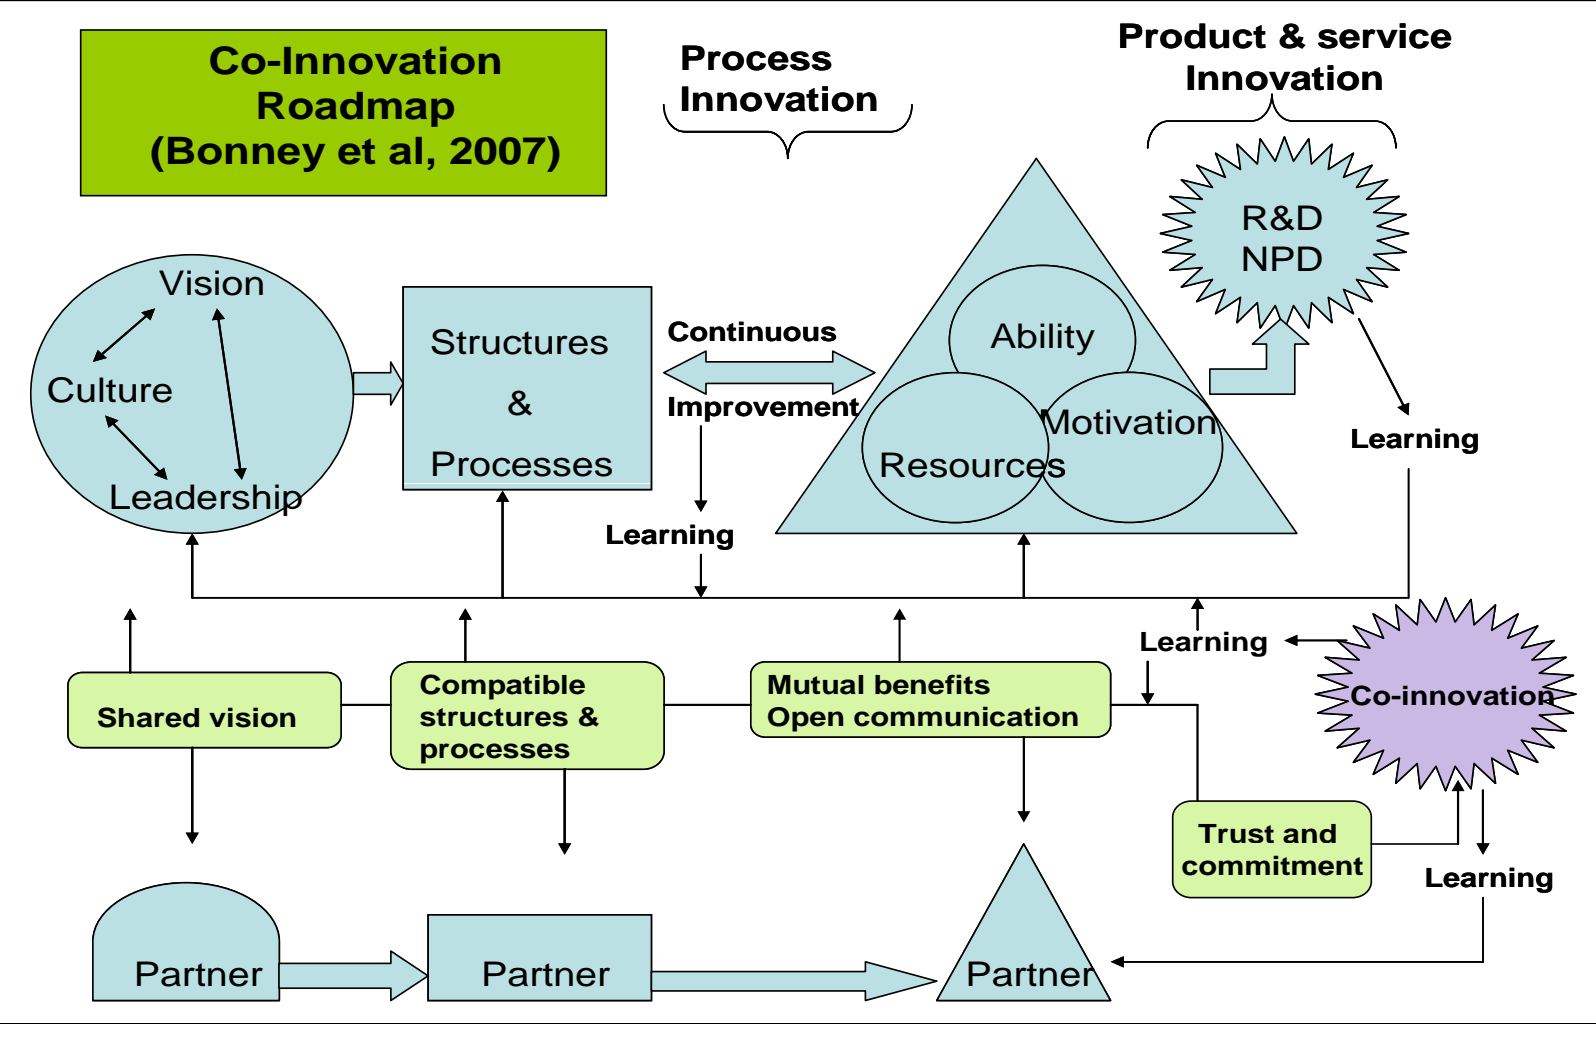 Co-Innovation
Roadmap
(Bonney et al, 2007)
Process
Innovation
Product & service
Innovation
R&D
NPD
Vision
Culture
Leadership
Structures
&
Processes
Continuous
Improvement
Learning
Ability
Motivation
Resources
Learning
Learning
Co-innovation
Shared vision
Compatible
structures &
processes
Mutual benefits
Open communication
Trust and
commitment
Learning
Partner
Partner
Partner